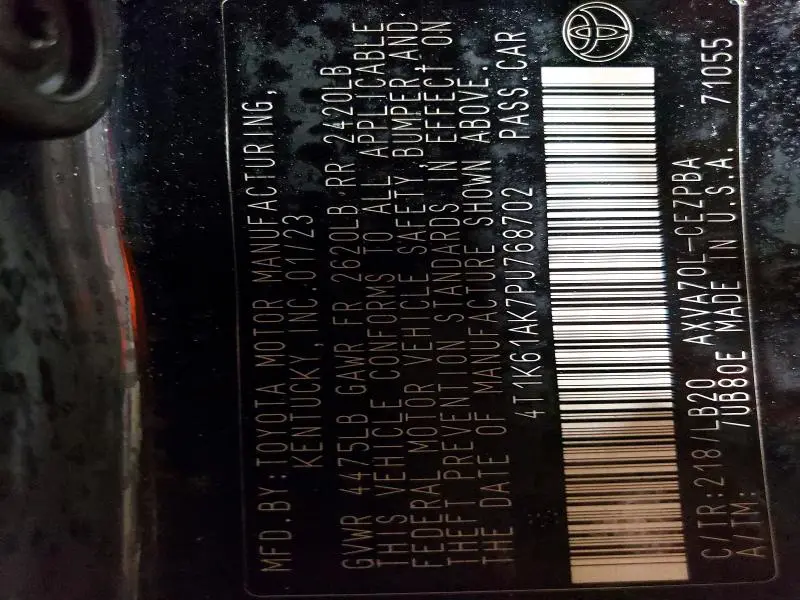 MFD.BY:TOYOTA MOTOR MANUFACTURING,
KENTUCKY,INC.01/23
GVWR 4475LB GAWR FR 2620LB RR 2420LB
THIS VEHICLE CONFORMS TO ALL APPLICABLE
FEDERAL MOTOR VEHICLE SAFETY,BUMPER,AND
THEFT PREVENTION STANDARDS IN EFFECT ON
THE DATE OF MANUFACTURE SHOWN ABOVE.
4T1K61AK7PU768702 PASS.CAR
C/TR:218/LB20 AXVA70L-CEZPBA
A/TM: /UB80E MADE IN U.S.A. 71055